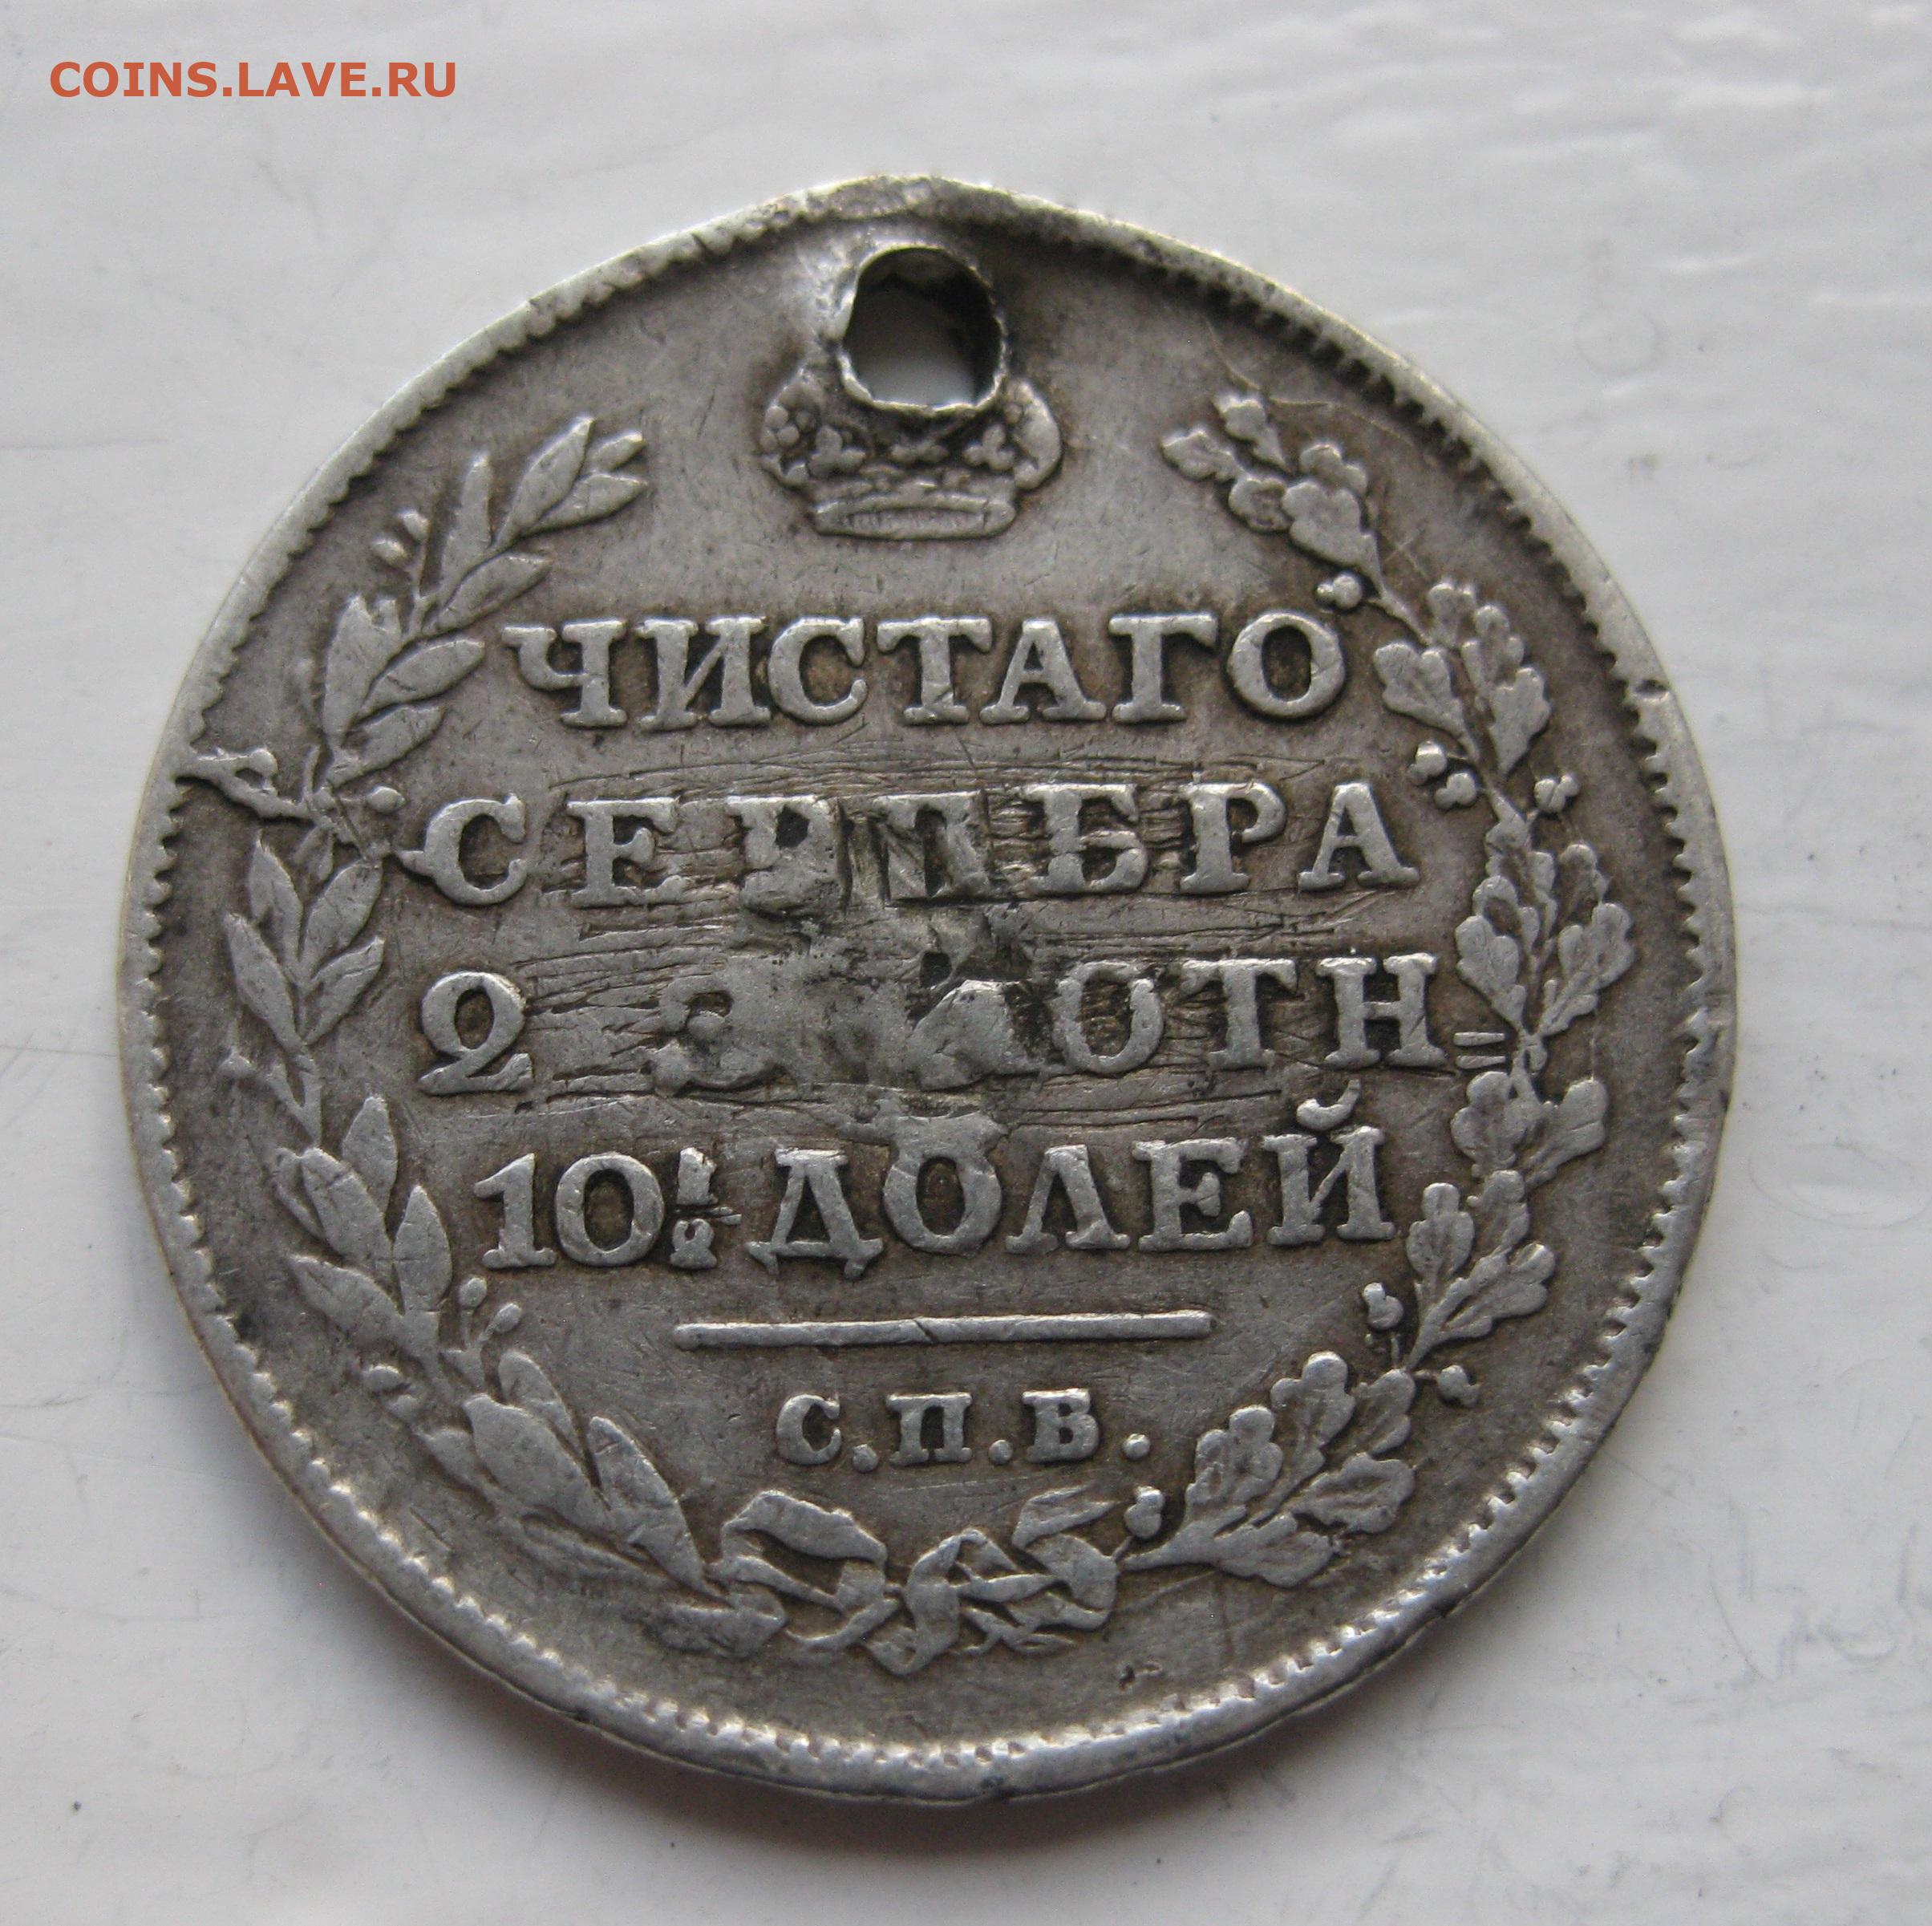 COINS.LAVE.RU
ЧИСТАГО
СЕРЕБРА
2 ЗОЛОТН
10½ ДОЛЕЙ
С.П.Б.